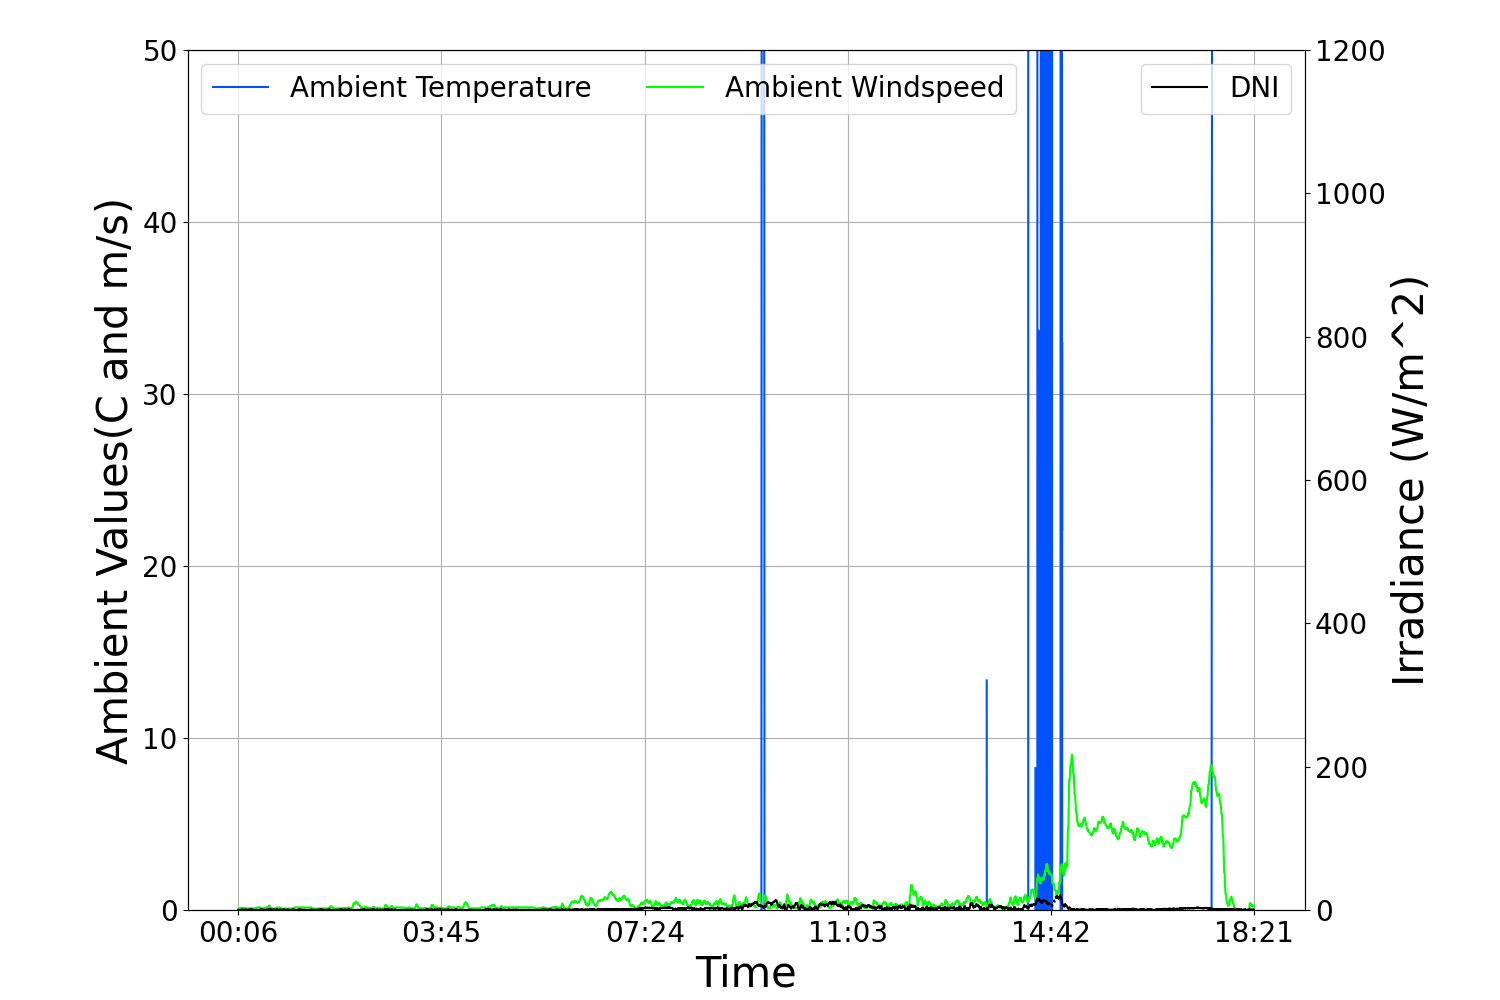 Ambient Temperature
Ambient Windspeed
DNI
50
40
30
20
10
0
Ambient Values(C and m/s)
1200
1000
800
600
400
200
0
Irradiance (W/m^2)
00:06 03:45 07:24 11:03 14:42 18:21
Time